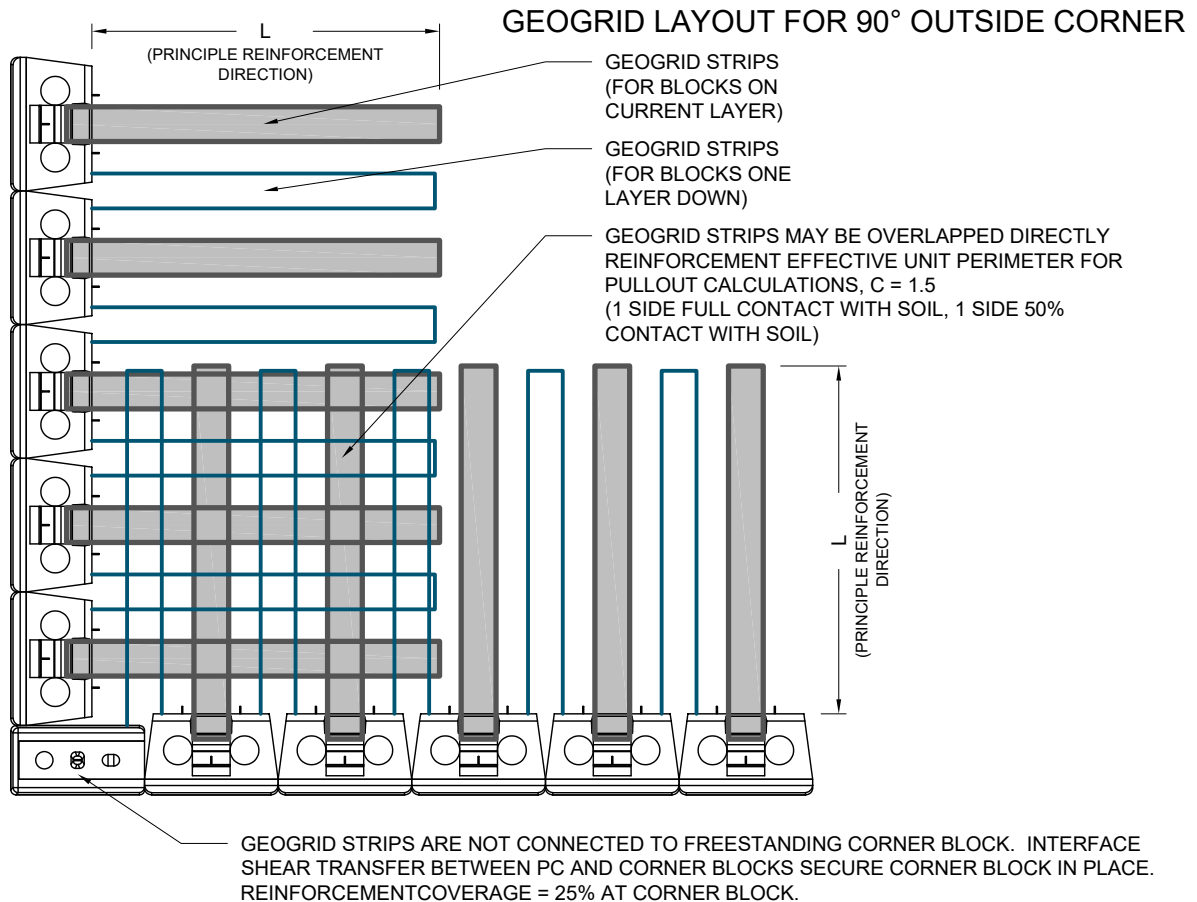 GEOGRID LAYOUT FOR 90° OUTSIDE CORNER
L
(PRINCIPLE REINFORCEMENT
DIRECTION)
GEOGRID STRIPS
(FOR BLOCKS ON
CURRENT LAYER)
GEOGRID STRIPS
(FOR BLOCKS ONE
LAYER DOWN)
GEOGRID STRIPS MAY BE OVERLAPPED DIRECTLY
REINFORCEMENT EFFECTIVE UNIT PERIMETER FOR
PULLOUT CALCULATIONS, C = 1.5
(1 SIDE FULL CONTACT WITH SOIL, 1 SIDE 50%
CONTACT WITH SOIL)
L
(PRINCIPLE REINFORCEMENT
DIRECTION)
GEOGRID STRIPS ARE NOT CONNECTED TO FREESTANDING CORNER BLOCK.  INTERFACE
SHEAR TRANSFER BETWEEN PC AND CORNER BLOCKS SECURE CORNER BLOCK IN PLACE.
REINFORCEMENTCOVERAGE = 25% AT CORNER BLOCK.